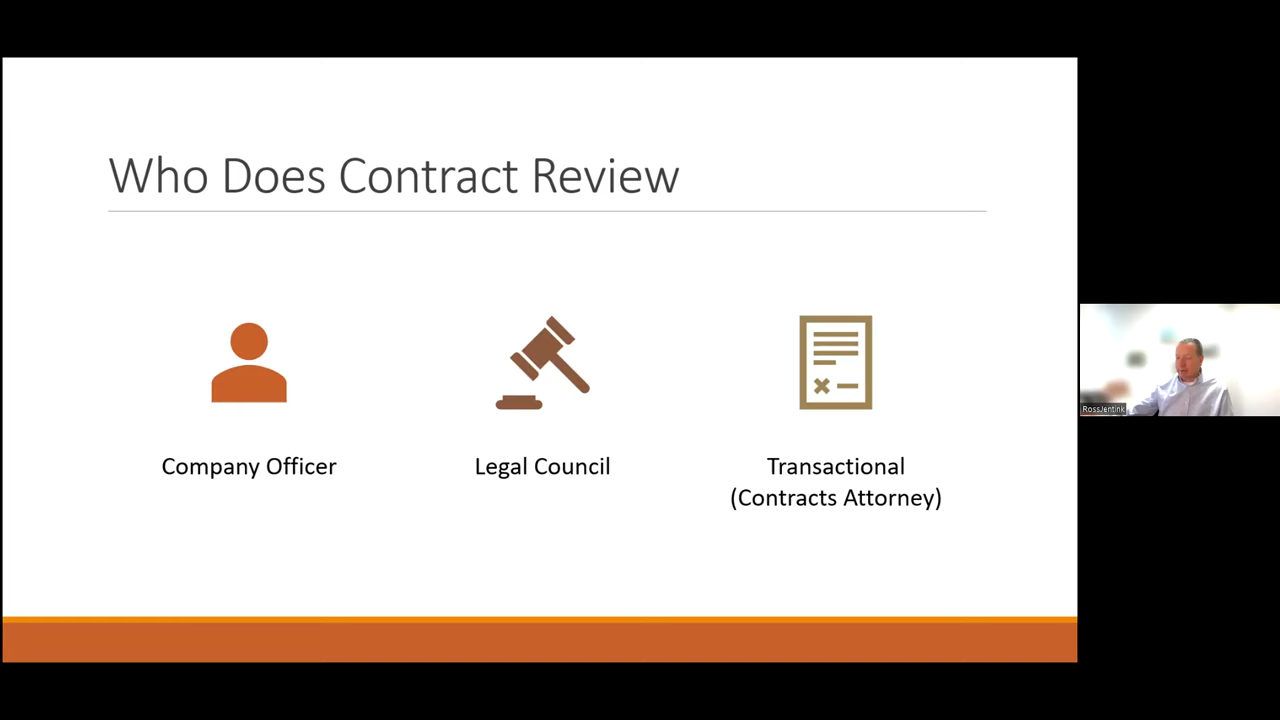 Who Does Contract Review
Company Officer
Legal Council
Transactional
(Contracts Attorney)
RossJentink